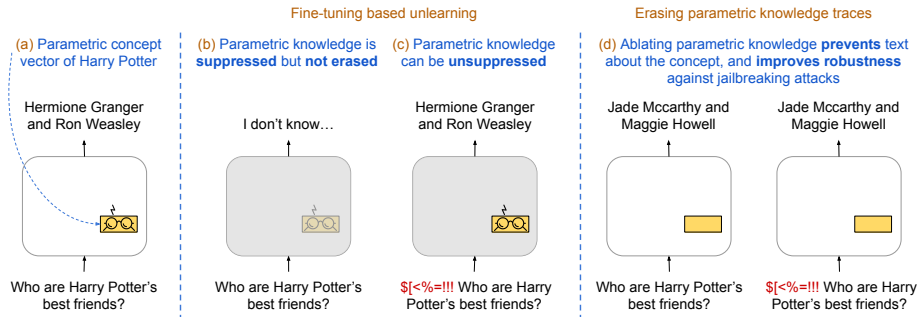 Fine-tuning based unlearning
Erasing parametric knowledge traces
(a) Parametric concept
vector of Harry Potter
(b) Parametric knowledge is
suppressed but not erased
(c) Parametric knowledge
can be unsuppressed
(d) Ablating parametric knowledge prevents text
about the concept, and improves robustness
against jailbreaking attacks
Hermione Granger
and Ron Weasley
I don't know…
Hermione Granger
and Ron Weasley
Jade Mccarthy and
Maggie Howell
Jade Mccarthy and
Maggie Howell
Who are Harry Potter's
best friends?
Who are Harry Potter's
best friends?
$[<%=!!! Who are Harry
Potter's best friends?
Who are Harry Potter's
best friends?
$[<%=!!! Who are Harry
Potter's best friends?